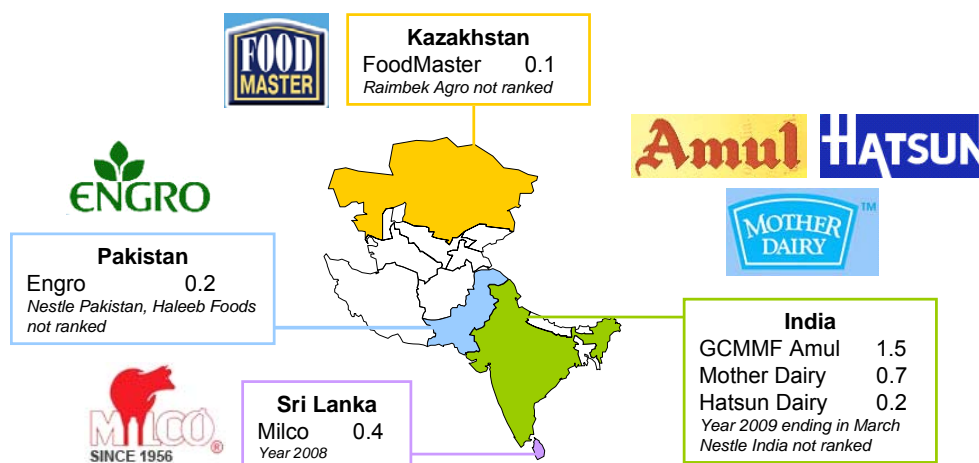 FOOD
MASTER
Kazakhstan
FoodMaster 0.1
Raimbek Agro not ranked
Amul
HATSUN
MOTHER
DAIRY
TM
ENGRO
Pakistan
Engro 0.2
Nestle Pakistan, Haleeb Foods
not ranked
India
GCMMF Amul 1.5
Mother Dairy 0.7
Hatsun Dairy 0.2
Year 2009 ending in March
Nestle India not ranked
MILCO
®
SINCE 1956
Sri Lanka
Milco 0.4
Year 2008